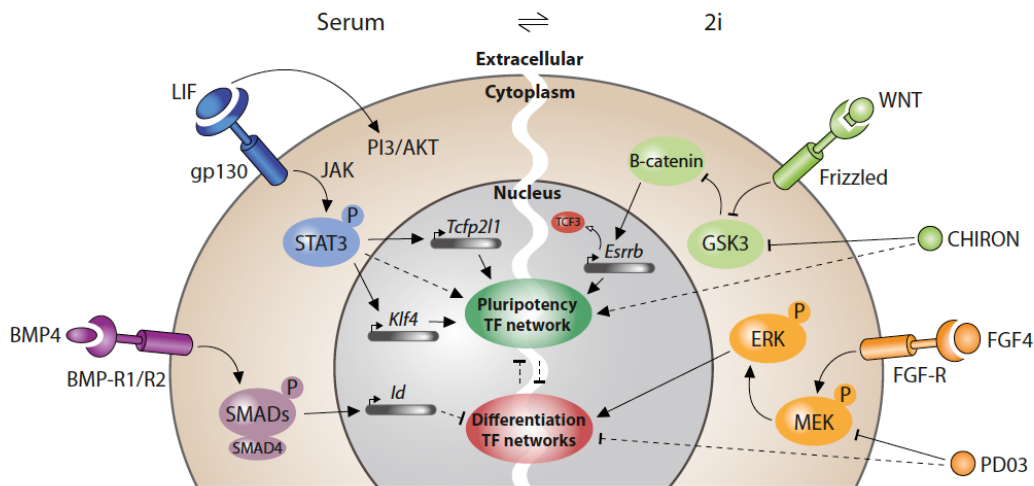 Serum ⇌ 2i
Extracellular
Cytoplasm
LIF
PI3/AKT
gp130
JAK
P
STAT3
Nucleus
Tcfp2l1
TCF3
Esrrb
B-catenin
WNT
Frizzled
GSK3
CHIRON
Pluripotency
TF network
Klf4
BMP4
BMP-R1/R2
P
SMADs
SMAD4
Id
Differentiation
TF networks
P
ERK
FGF4
FGF-R
P
MEK
PD03